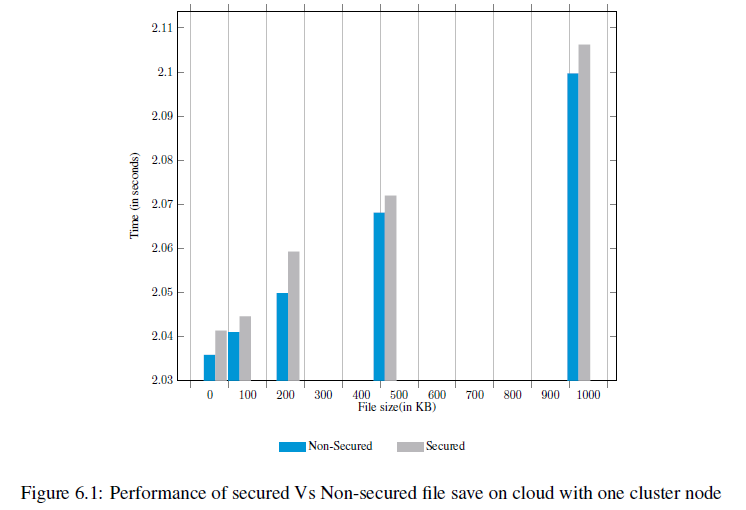 2.11
2.1
2.09
2.08
2.07
2.06
2.05
2.04
2.03
Time (in seconds)
0 100 200 300 400 500 600 700 800 900 1000
File size(in KB)
Non-Secured Secured
Figure 6.1: Performance of secured Vs Non-secured file save on cloud with one cluster node